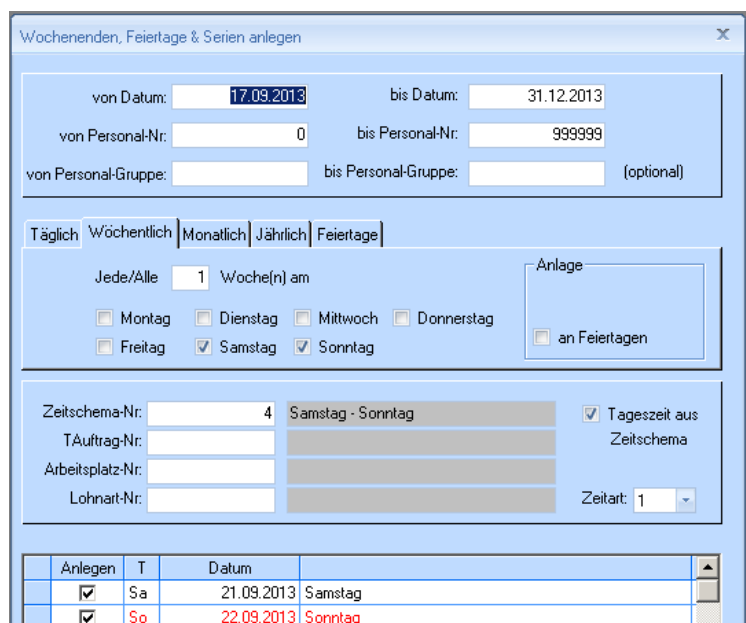 Wochenenden, Feiertage & Serien anlegen x
von Datum: 17.09.2013 bis Datum: 31.12.2013
von Personal-Nr: 0 bis Personal-Nr: 999999
von Personal-Gruppe: bis Personal-Gruppe: (optional)
Täglich Wöchentlich Monatlich Jährlich Feiertage
Jede/Alle 1 Woche(n) am Anlage
Montag Dienstag Mittwoch Donnerstag
an Feiertagen
Freitag Samstag Sonntag
Zeitschema-Nr: 4 Samstag - Sonntag Tageszeit aus
TAuftrag-Nr: Zeitschema
Arbeitsplatz-Nr:
Lohnart-Nr: Zeitart: 1
Anlegen T Datum
Sa 21.09.2013 Samstag
So 22.09.2013 Sonntag